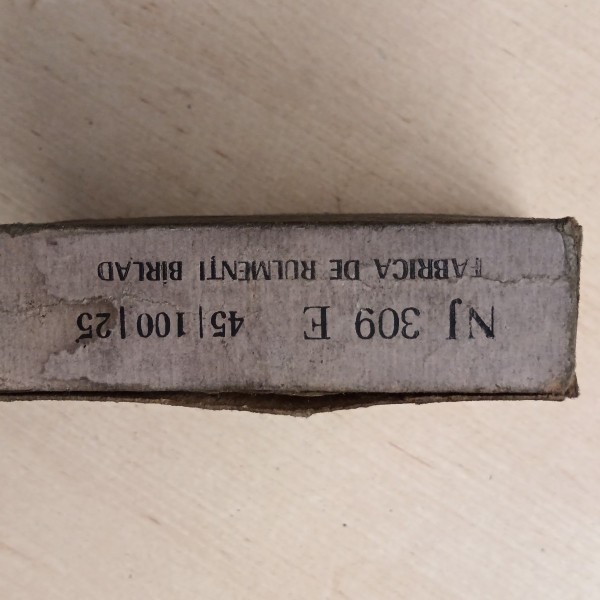 NJ 309 E 45|100|25
FABRICA DE RULMENȚI BÎRLAD